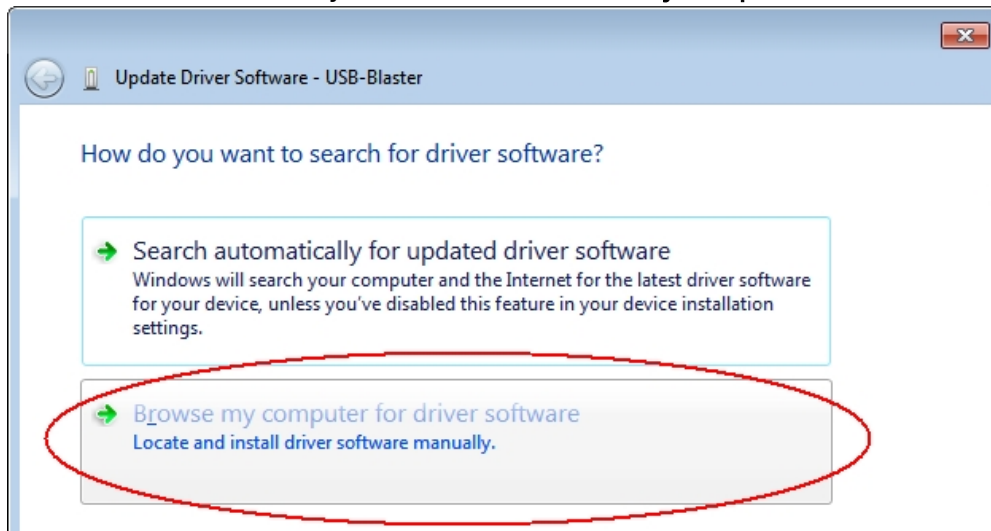 Update Driver Software - USB-Blaster
How do you want to search for driver software?
Search automatically for updated driver software
Windows will search your computer and the Internet for the latest driver software
for your device, unless you've disabled this feature in your device installation
settings.
Browse my computer for driver software
Locate and install driver software manually.